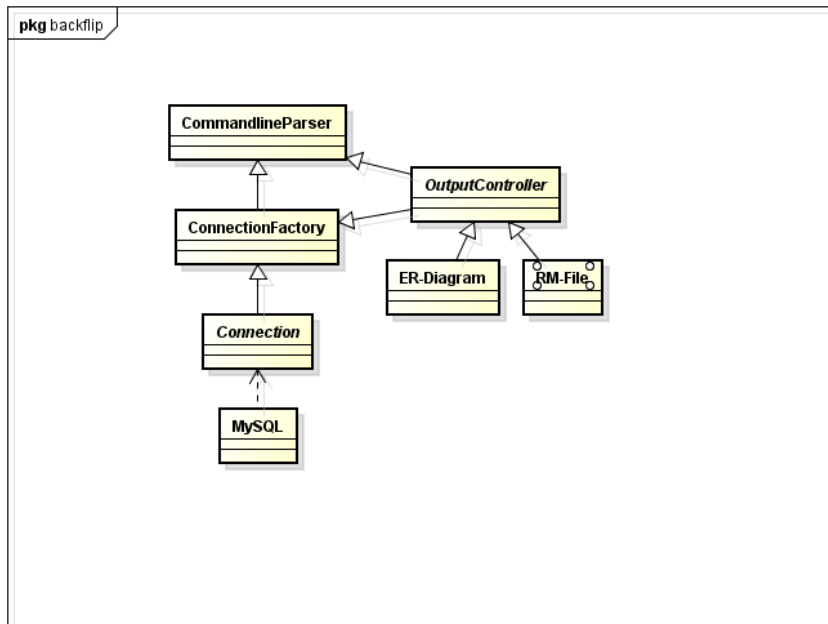 pkg backflip
CommandlineParser
OutputController
ConnectionFactory
ER-Diagram
RM-File
Connection
MySQL